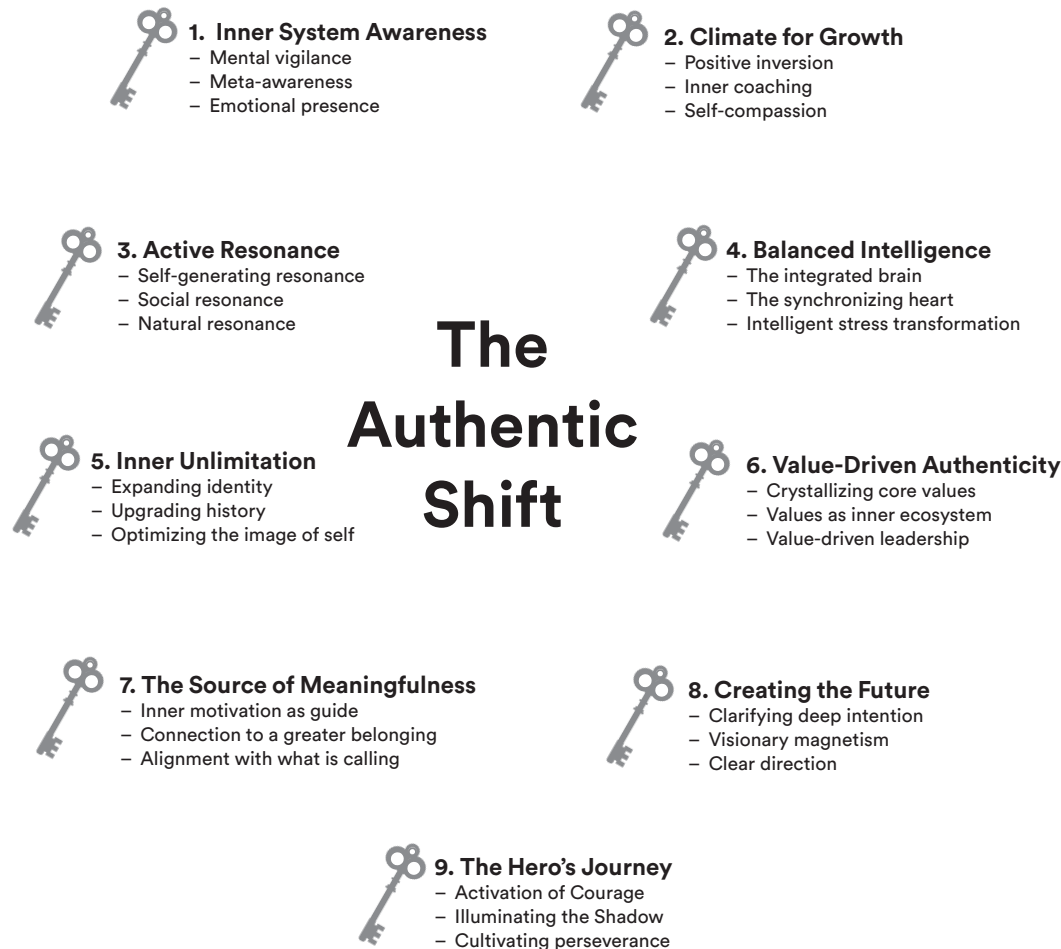 1. Inner System Awareness
– Mental vigilance
– Meta-awareness
– Emotional presence
2. Climate for Growth
– Positive inversion
– Inner coaching
– Self-compassion
3. Active Resonance
– Self-generating resonance
– Social resonance
– Natural resonance
4. Balanced Intelligence
– The integrated brain
– The synchronizing heart
– Intelligent stress transformation
The
Authentic
Shift
5. Inner Unlimitation
– Expanding identity
– Upgrading history
– Optimizing the image of self
6. Value-Driven Authenticity
– Crystallizing core values
– Values as inner ecosystem
– Value-driven leadership
7. The Source of Meaningfulness
– Inner motivation as guide
– Connection to a greater belonging
– Alignment with what is calling
8. Creating the Future
– Clarifying deep intention
– Visionary magnetism
– Clear direction
9. The Hero’s Journey
– Activation of Courage
– Illuminating the Shadow
– Cultivating perseverance